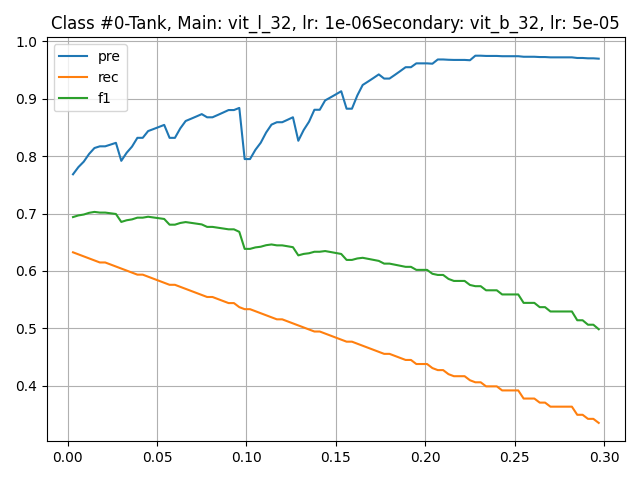 Class #0-Tank, Main: vit_l_32, lr: 1e-06Secondary: vit_b_32, lr: 5e-05
1.0
0.9
0.8
0.7
0.6
0.5
0.4
pre
rec
f1
0.00 0.05 0.10 0.15 0.20 0.25 0.30